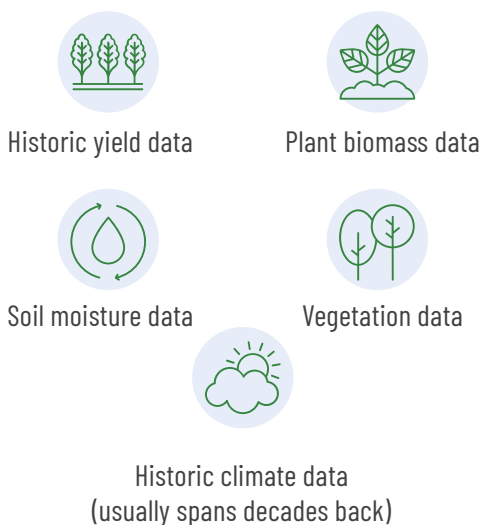 Historic yield data
Plant biomass data
Soil moisture data
Vegetation data
Historic climate data
(usually spans decades back)